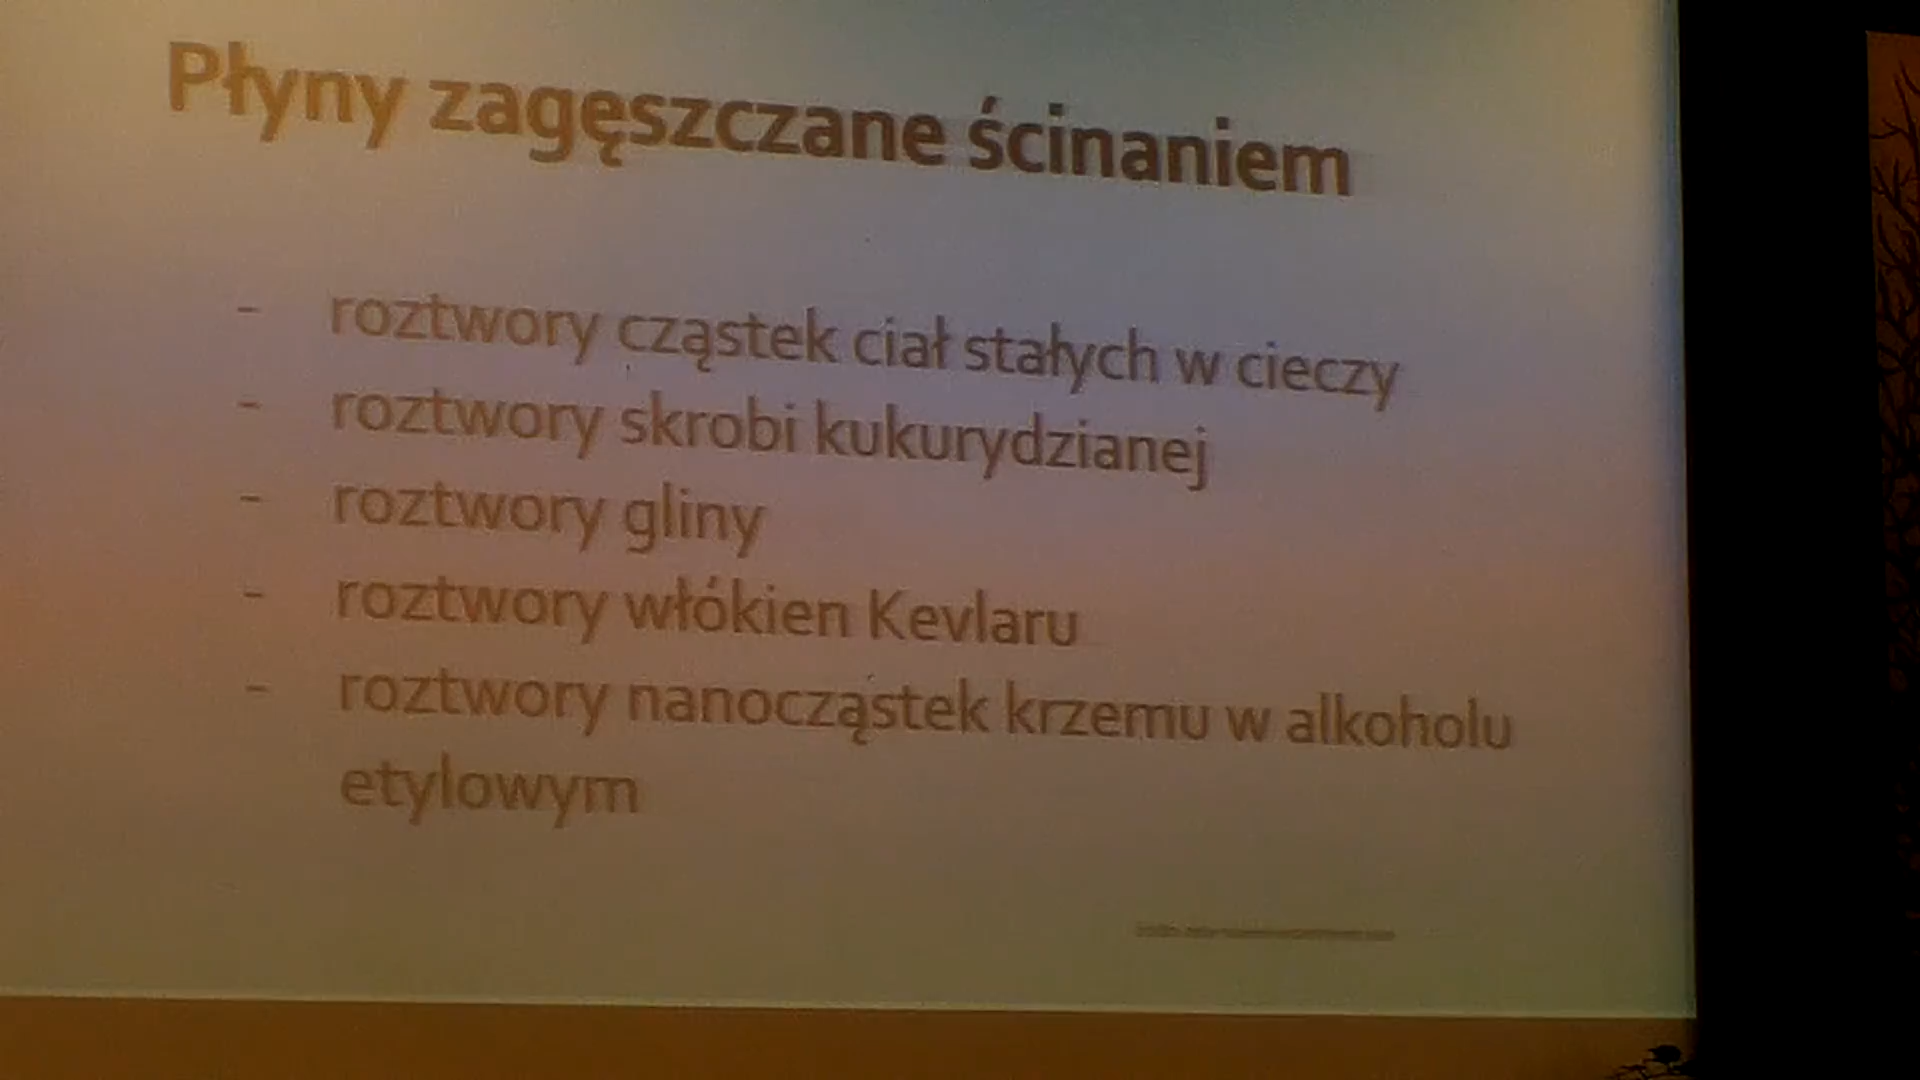 Płyny zagęszczane ścinaniem
- roztwory cząstek ciał stałych w cieczy
- roztwory skrobi kukurydzianej
- roztwory gliny
- roztwory włókien Kevlaru
- roztwory nanocząstek krzemu w alkoholu
etylowym